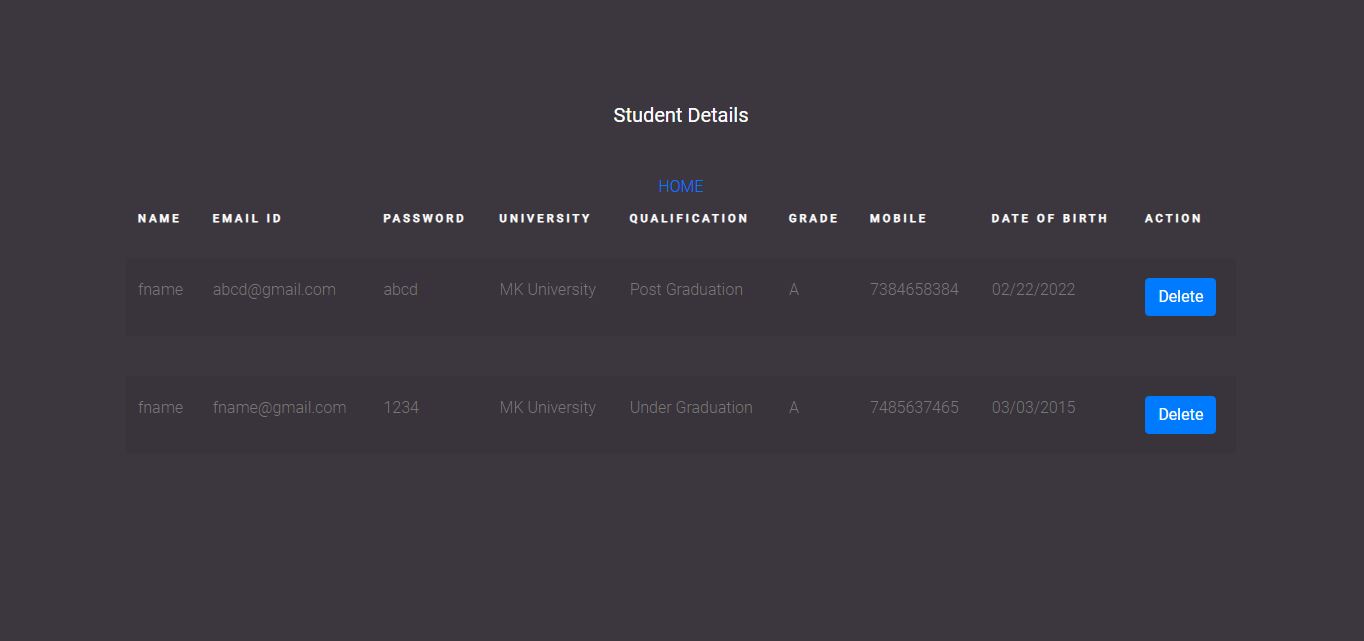 Student Details
HOME
NAME EMAIL ID PASSWORD UNIVERSITY QUALIFICATION GRADE MOBILE DATE OF BIRTH ACTION
fname abcd@gmail.com abcd MK University Post Graduation A 7384658384 02/22/2022 Delete
fname fname@gmail.com 1234 MK University Under Graduation A 7485637465 03/03/2015 Delete